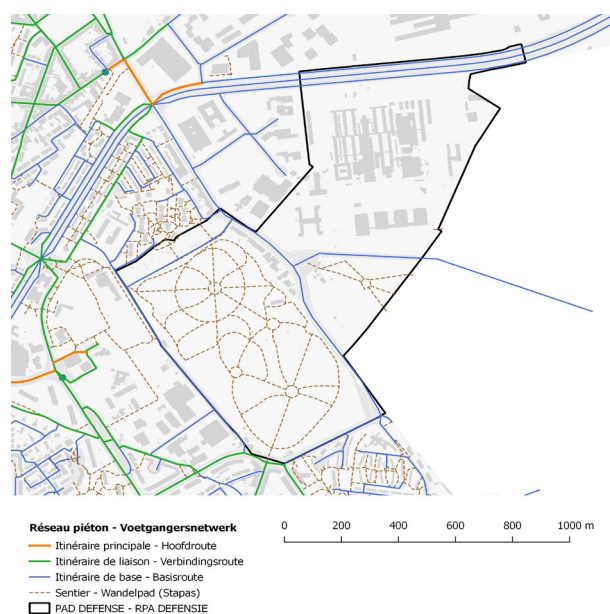 Réseau piéton - Voetgangersnetwerk
Itinéraire principale - Hoofdroute
Itinéraire de liaison - Verbindingsroute
Itinéraire de base - Basisroute
Sentier - Wandelpad (Stapas)
PAD DEFENSE - RPA DEFENSIE
0 200 400 600 800 1000 m